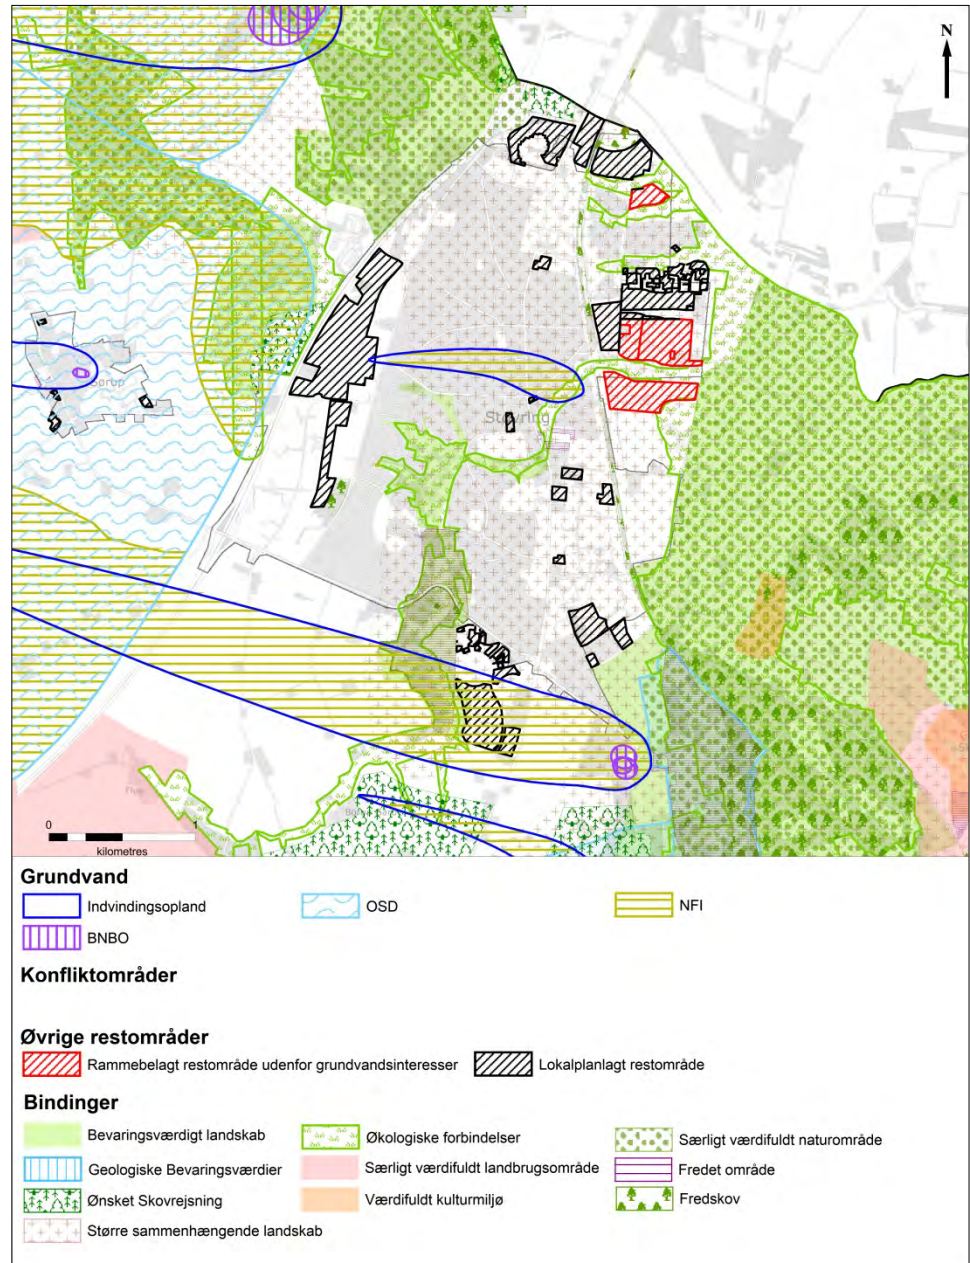 N
Sørup
Støvring
0
1
kilometres
Grundvand
Indvindingsopland
OSD
NFI
BNBO
Konfliktområder
Øvrige restområder
Rammebelagt restområde udenfor grundvandsinteresser
Lokalplanlagt restområde
Bindinger
Bevaringsværdigt landskab
Økologiske forbindelser
Særligt værdifuldt naturområde
Geologiske Bevaringsværdier
Særligt værdifuldt landbrugsområde
Fredet område
Ønsket Skovrejsning
Værdifuldt kulturmiljø
Fredskov
Større sammenhængende landskab